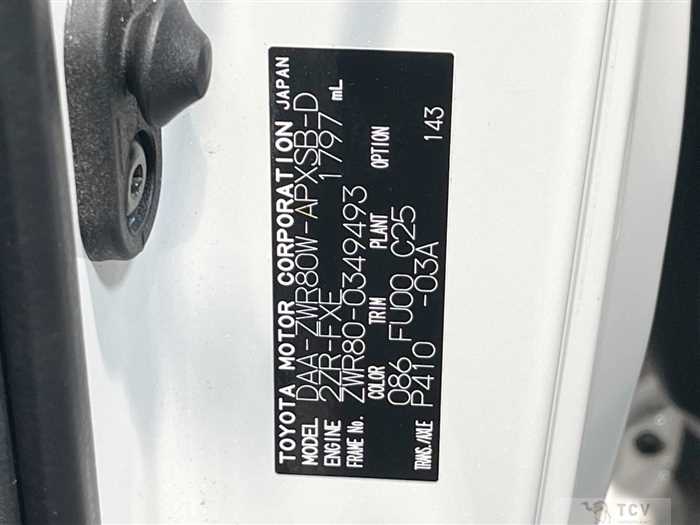 TOYOTA MOTOR CORPORATION JAPAN
MODEL DAA-ZWR80W-APXSB-D
ENGINE 2ZR-FXE 1797 mL
FRAME No. ZWR80-0349493
COLOR TRIM PLANT OPTION
086 FU00 C25
TRANS./AXLE P410 -03A 143
TCV